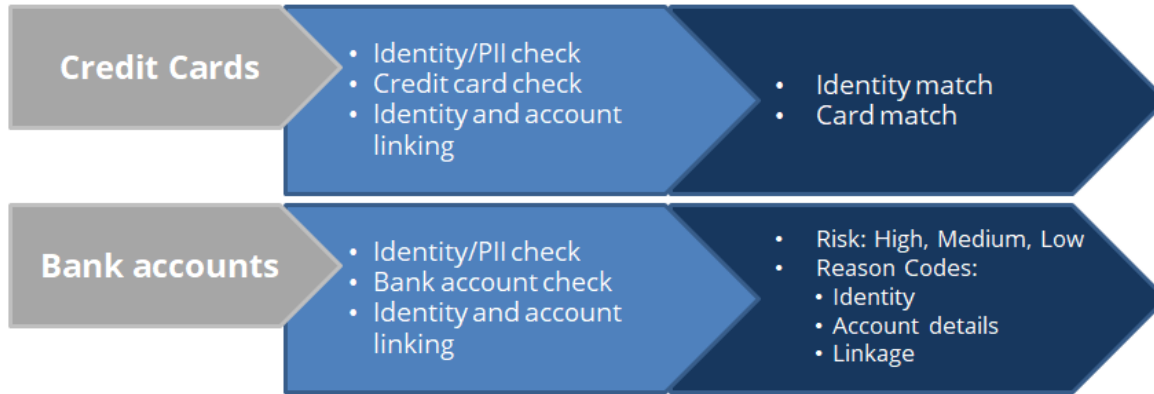 Credit Cards
• Identity/PII check
• Credit card check
• Identity and account
linking
• Identity match
• Card match
Bank accounts
• Identity/PII check
• Bank account check
• Identity and account
linking
• Risk: High, Medium, Low
• Reason Codes:
• Identity
• Account details
• Linkage